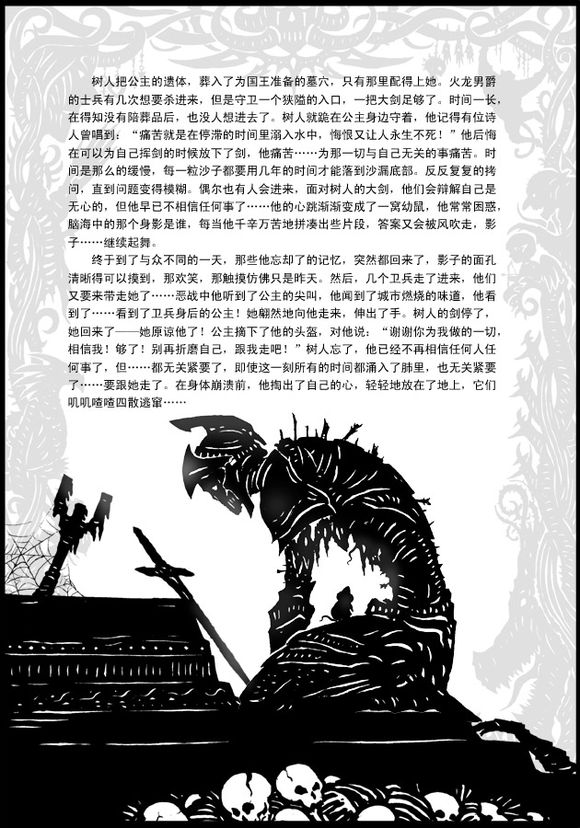 树人把公主的遗体，葬入了为国王准备的墓穴，只有那里配得上她。火龙男爵
的士兵有几次想要杀进来，但是守卫一个狭隘的入口，一把大剑足够了。时间一长，
在得知没有陪葬品后，也没人想进去了。树人就跪在公主身边守着，他记得有位诗
人曾唱到：“痛苦就是在停滞的时间里溺入水中，悔恨又让人永生不死！”他后悔
在可以为自己挥剑的时候放下了剑，他痛苦……为那一切与自己无关的事痛苦。时
间是那么的缓慢，每一粒沙子都要用几年的时间才能落到沙漏底部。反反复复的拷
问，直到问题变得模糊。偶尔也有人会进来，面对树人的大剑，他们会辩解自己是
无心的，但他早已不相信任何事了……他的心跳渐渐变成了一窝幼鼠，他常常困惑，
脑海中的那个身影是谁，每当他千辛万苦地拼凑出些片段，答案又会被风吹走，影
子……继续起舞。
终于到了与众不同的一天，那些他忘却了的记忆，突然都回来了，影子的面孔
清晰得可以摸到，那欢笑，那触摸仿佛只是昨天。然后，几个卫兵走了进来，他们
又要来带走她了……恶战中他听到了公主的尖叫，他闻到了城市燃烧的味道，他看
到了……看到了卫兵身后的公主！她翩然地向他走来，伸出了手。树人的剑停了，
她回来了——她原谅他了！公主摘下了他的头盔，对他说：“谢谢你为我做的一切，
相信我！够了！别再折磨自己，跟我走吧！”树人忘了，他已经不再相信任何人任
何事了，但……都无关紧要了，即使这一刻所有的时间都涌入了肺里，也无关紧要
了……要跟她走了。在身体崩溃前，他掏出了自己的心，轻轻地放在了地上，它们
叽叽喳喳四散逃窜……